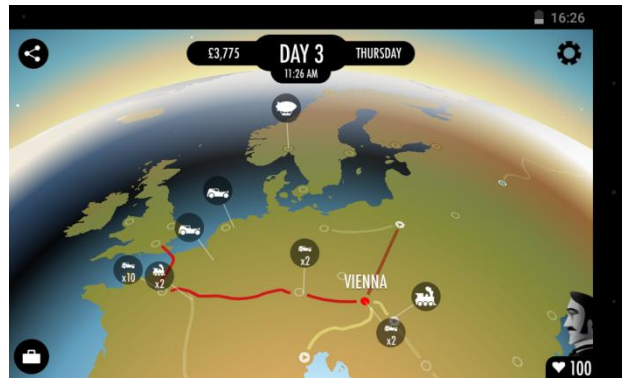 16:26
£3,775
DAY 3
THURSDAY
11:26 AM
x2
x10
x2
VIENNA
x2
100